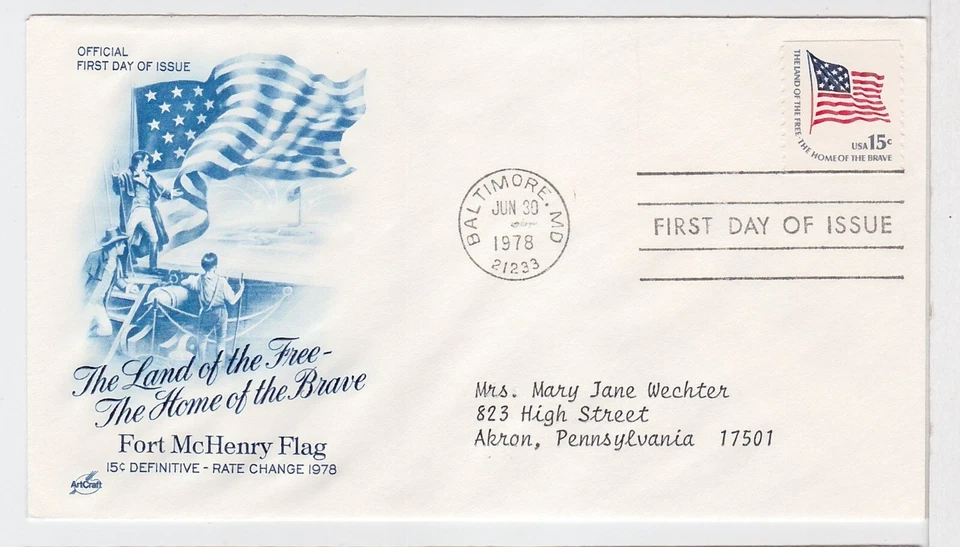 OFFICIAL
FIRST DAY OF ISSUE
THE LAND OF THE FREE · THE HOME OF THE BRAVE
USA 15c
BALTIMORE · MD
JUN 30
1978
21233
FIRST DAY OF ISSUE
The Land of the Free-
The Home of the Brave
Fort McHenry Flag
15¢ DEFINITIVE - RATE CHANGE 1978
ArtCraft
Mrs. Mary Jane Wechter
823 High Street
Akron, Pennsylvania 17501